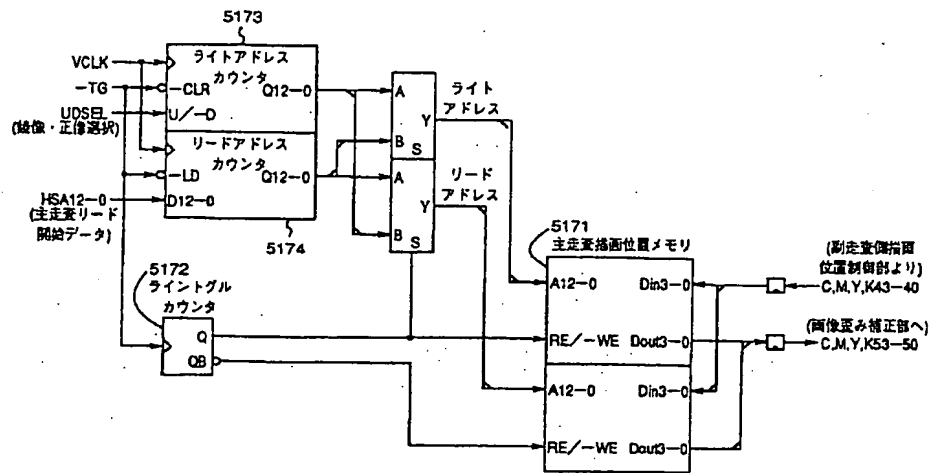 5173
VCLK
ライトアドレス
カウンタ
-TG
-CLR
Q12-0
UDSEL
(鏡像・正像選択)
U/-D
リードアドレス
カウンタ
-LD
Q12-0
HSA12-0
(主走査リード
開始データ)
D12-0
5174
A
Y
B
S
ライト
アドレス
A
Y
B
S
リード
アドレス
5172
ライントグル
カウンタ
Q
QB
5171
主走査描画位置メモリ
A12-0
Din3-0
RE/-WE
Dout3-0
A12-0
Din3-0
RE/-WE
Dout3-0
(副走査側描画
位置制御部より)
C,M,Y,K43-40
(画像歪み補正部へ)
C,M,Y,K53-50